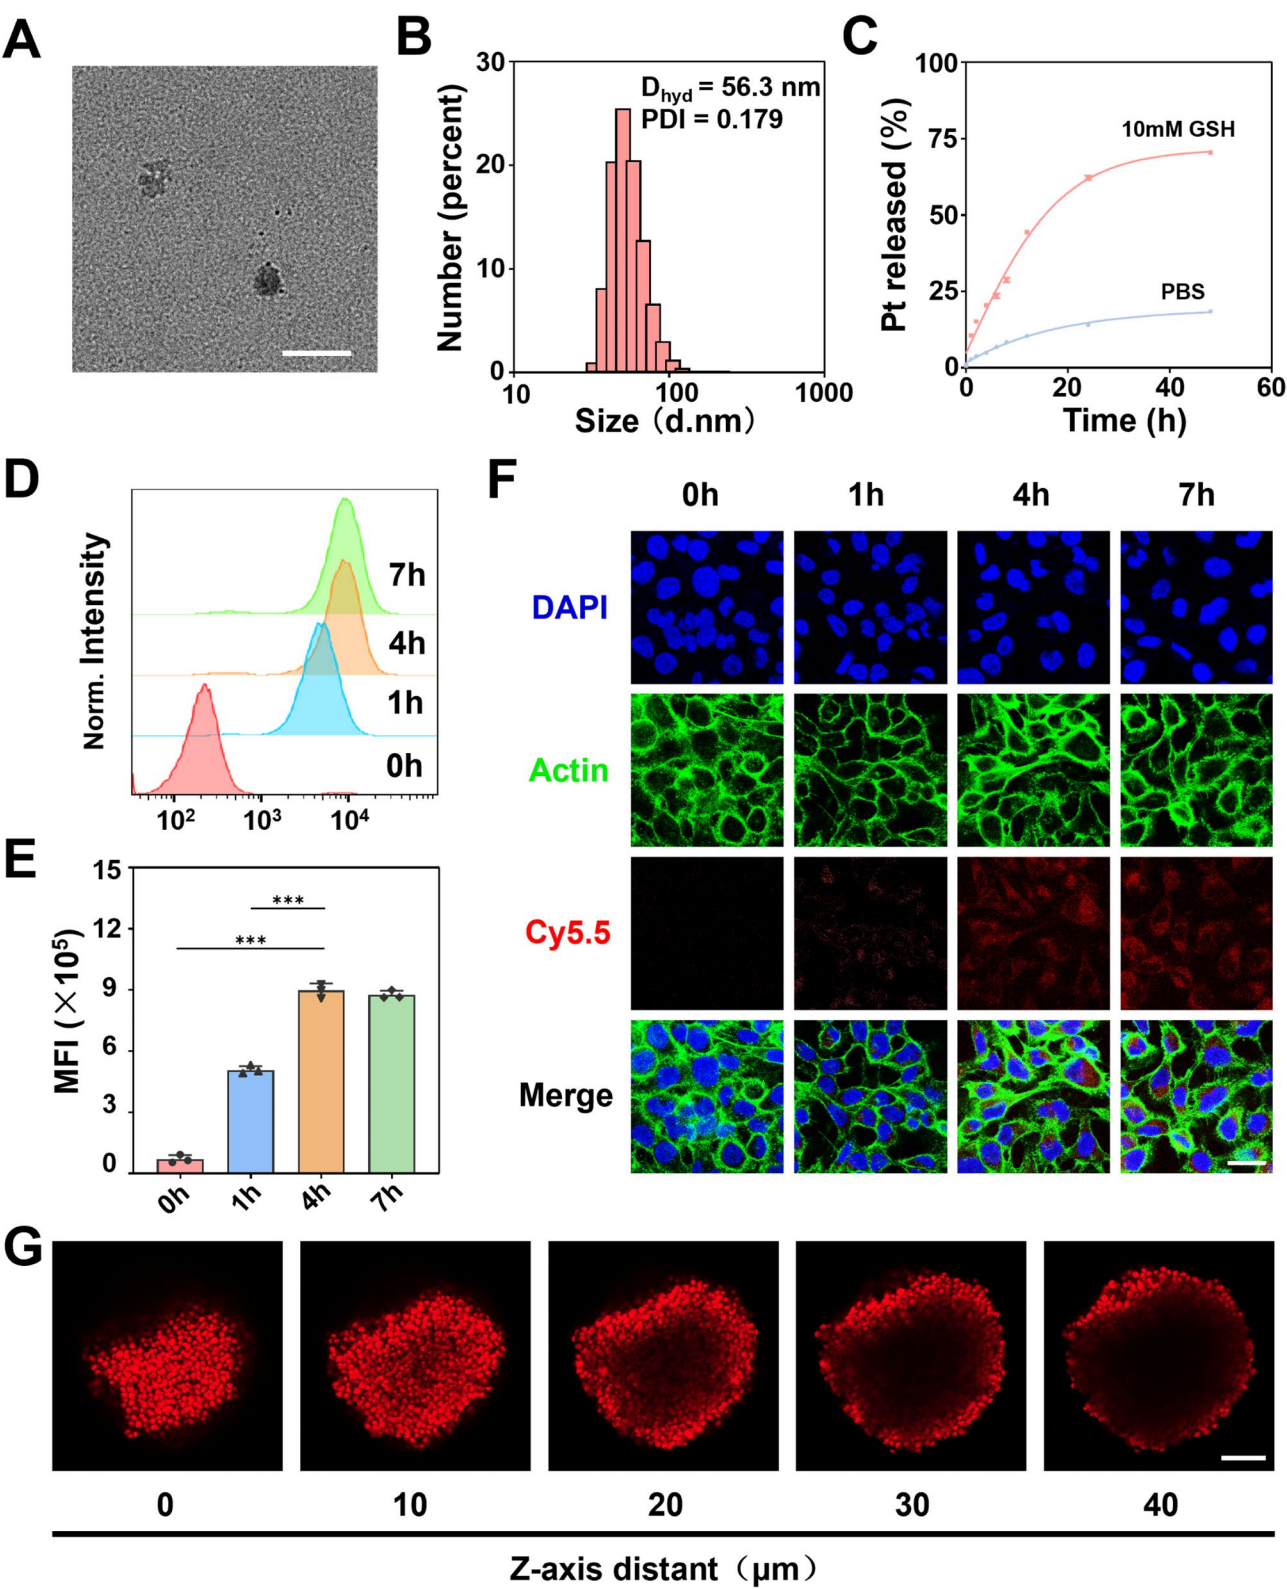 A
B
Number (percent)
30
20
10
0
D_hyd = 56.3 nm
PDI = 0.179
10
100
1000
Size（d.nm）
C
Pt released (%)
100
75
50
25
0
10mM GSH
PBS
0
20
40
60
Time (h)
D
Norm. Intensity
7h
4h
1h
0h
10²
10³
10⁴
E
MFI (×10⁵)
15
12
9
6
3
0
***
***
0h
1h
4h
7h
F
0h
1h
4h
7h
DAPI
Actin
Cy5.5
Merge
G
0
10
20
30
40
Z-axis distant（μm）